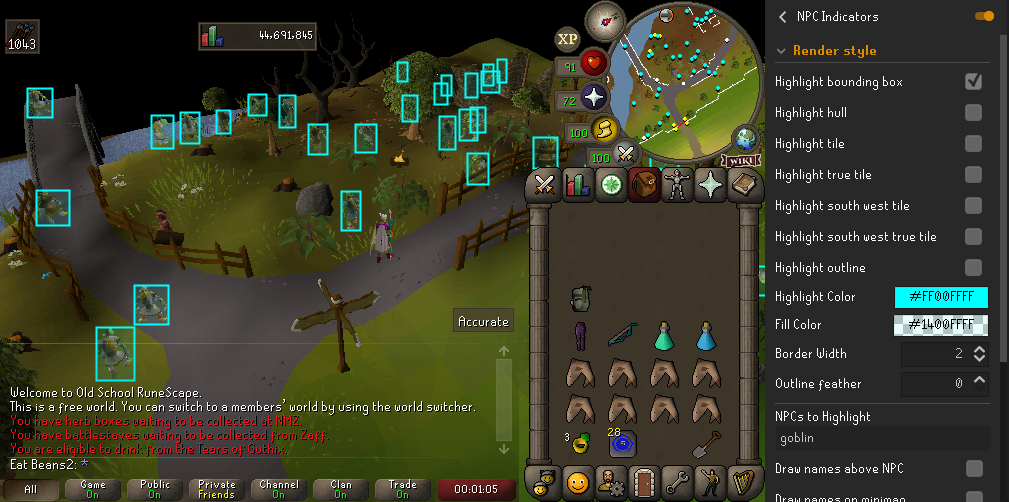 1043
44,691,845
XP
91
72
100
100
WIKI
Accurate
Welcome to Old School RuneScape.
This is a free world. You can switch to a members' world by using the world switcher.
You have herb boxes waiting to be collected at NMZ.
You have battlestaves waiting to be collected from Zaff.
You are eligible to drink from the Tears of Guthix.
Eat Beans2: *
All
Game
On
Public
On
Private
Friends
Channel
On
Clan
On
Trade
On
00:01:05
3
28
NPC Indicators
Render style
Highlight bounding box
Highlight hull
Highlight tile
Highlight true tile
Highlight south west tile
Highlight south west true tile
Highlight outline
Highlight Color #FF00FFFF
Fill Color #1400FFFF
Border Width 2
Outline feather 0
NPCs to Highlight
goblin
Draw names above NPC
Draw names on minimap